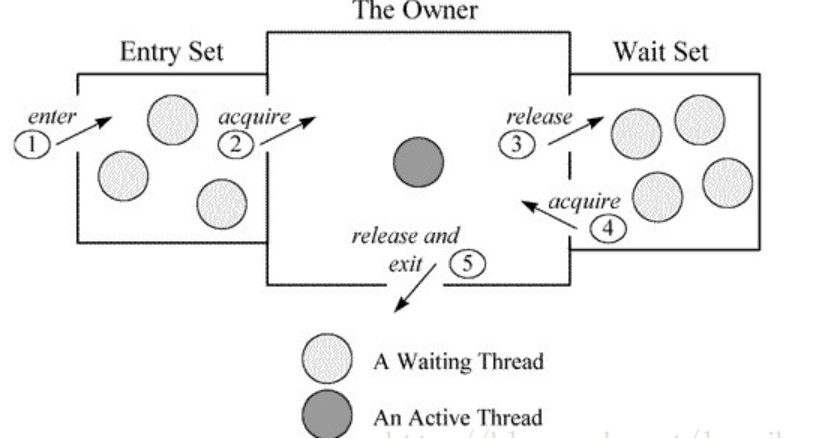 The Owner
Entry Set
Wait Set
enter
1
acquire
2
release
3
acquire
4
release and
exit 5
A Waiting Thread
An Active Thread